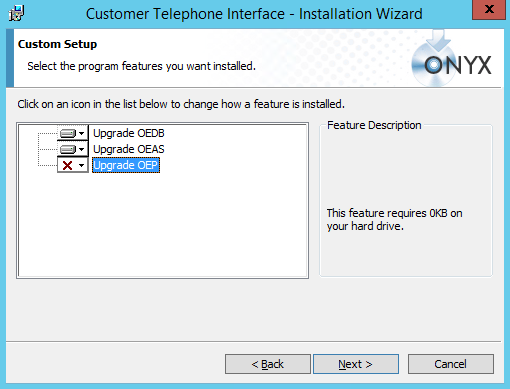 Customer Telephone Interface - Installation Wizard
X
Custom Setup
Select the program features you want installed.
ONYX
Click on an icon in the list below to change how a feature is installed.
Upgrade OEDB
Upgrade OEAS
Upgrade OEP
Feature Description
This feature requires 0KB on
your hard drive.
< Back
Next >
Cancel